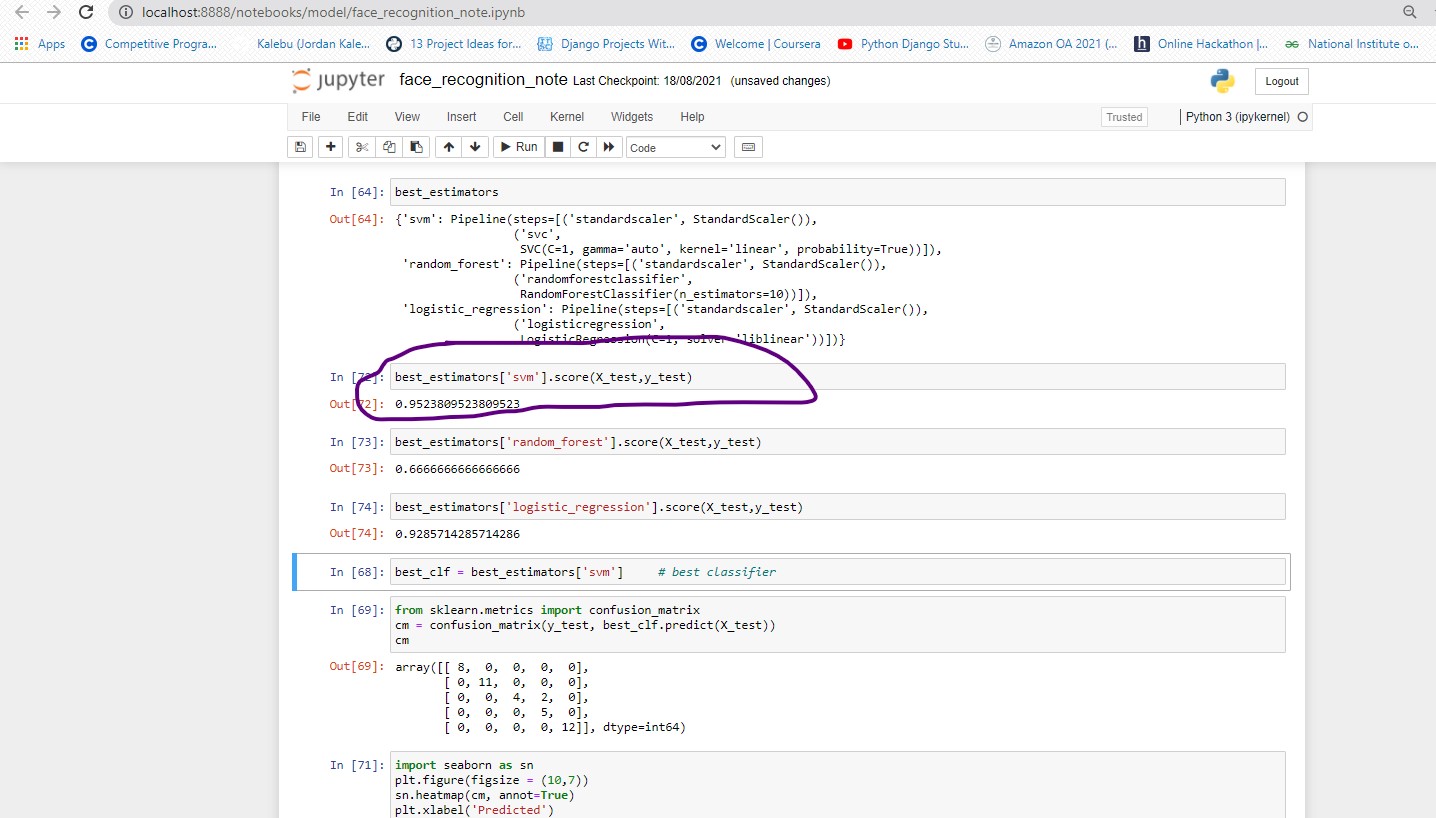 localhost:8888/notebooks/model/face_recognition_note.ipynb
Apps Competitive Progra... Kalebu (Jordan Kale... 13 Project Ideas for... Django Projects Wit... Welcome | Coursera Python Django Stu... Amazon OA 2021 (... Online Hackathon |... National Institute o...
jupyter face_recognition_note Last Checkpoint: 18/08/2021 (unsaved changes) Logout
File Edit View Insert Cell Kernel Widgets Help Trusted Python 3 (ipykernel)
Run Code
In [64]: best_estimators
Out[64]: {'svm': Pipeline(steps=[('standardscaler', StandardScaler()),
('svc',
SVC(C=1, gamma='auto', kernel='linear', probability=True))]),
'random_forest': Pipeline(steps=[('standardscaler', StandardScaler()),
('randomforestclassifier',
RandomForestClassifier(n_estimators=10))]),
'logistic_regression': Pipeline(steps=[('standardscaler', StandardScaler()),
('logisticregression',
LogisticRegression(C=1, solver='liblinear'))])}
In [72]: best_estimators['svm'].score(X_test,y_test)
Out[72]: 0.9523809523809523
In [73]: best_estimators['random_forest'].score(X_test,y_test)
Out[73]: 0.6666666666666666
In [74]: best_estimators['logistic_regression'].score(X_test,y_test)
Out[74]: 0.9285714285714286
In [68]: best_clf = best_estimators['svm'] # best classifier
In [69]: from sklearn.metrics import confusion_matrix
cm = confusion_matrix(y_test, best_clf.predict(X_test))
cm
Out[69]: array([[ 8, 0, 0, 0, 0],
[ 0, 11, 0, 0, 0],
[ 0, 0, 4, 2, 0],
[ 0, 0, 0, 5, 0],
[ 0, 0, 0, 0, 12]], dtype=int64)
In [71]: import seaborn as sn
plt.figure(figsize = (10,7))
sn.heatmap(cm, annot=True)
plt.xlabel('Predicted')